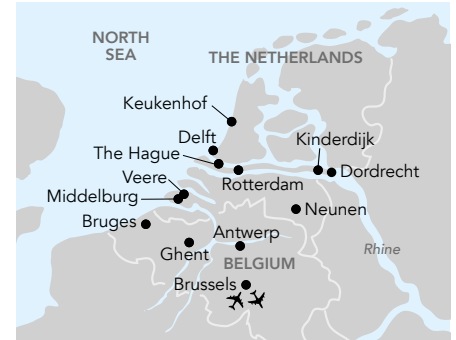 NORTH
SEA
THE NETHERLANDS
Keukenhof
Delft
Kinderdijk
The Hague
Dordrecht
Veere
Rotterdam
Middelburg
Neunen
Bruges
Antwerp
Ghent
Rhine
BELGIUM
Brussels